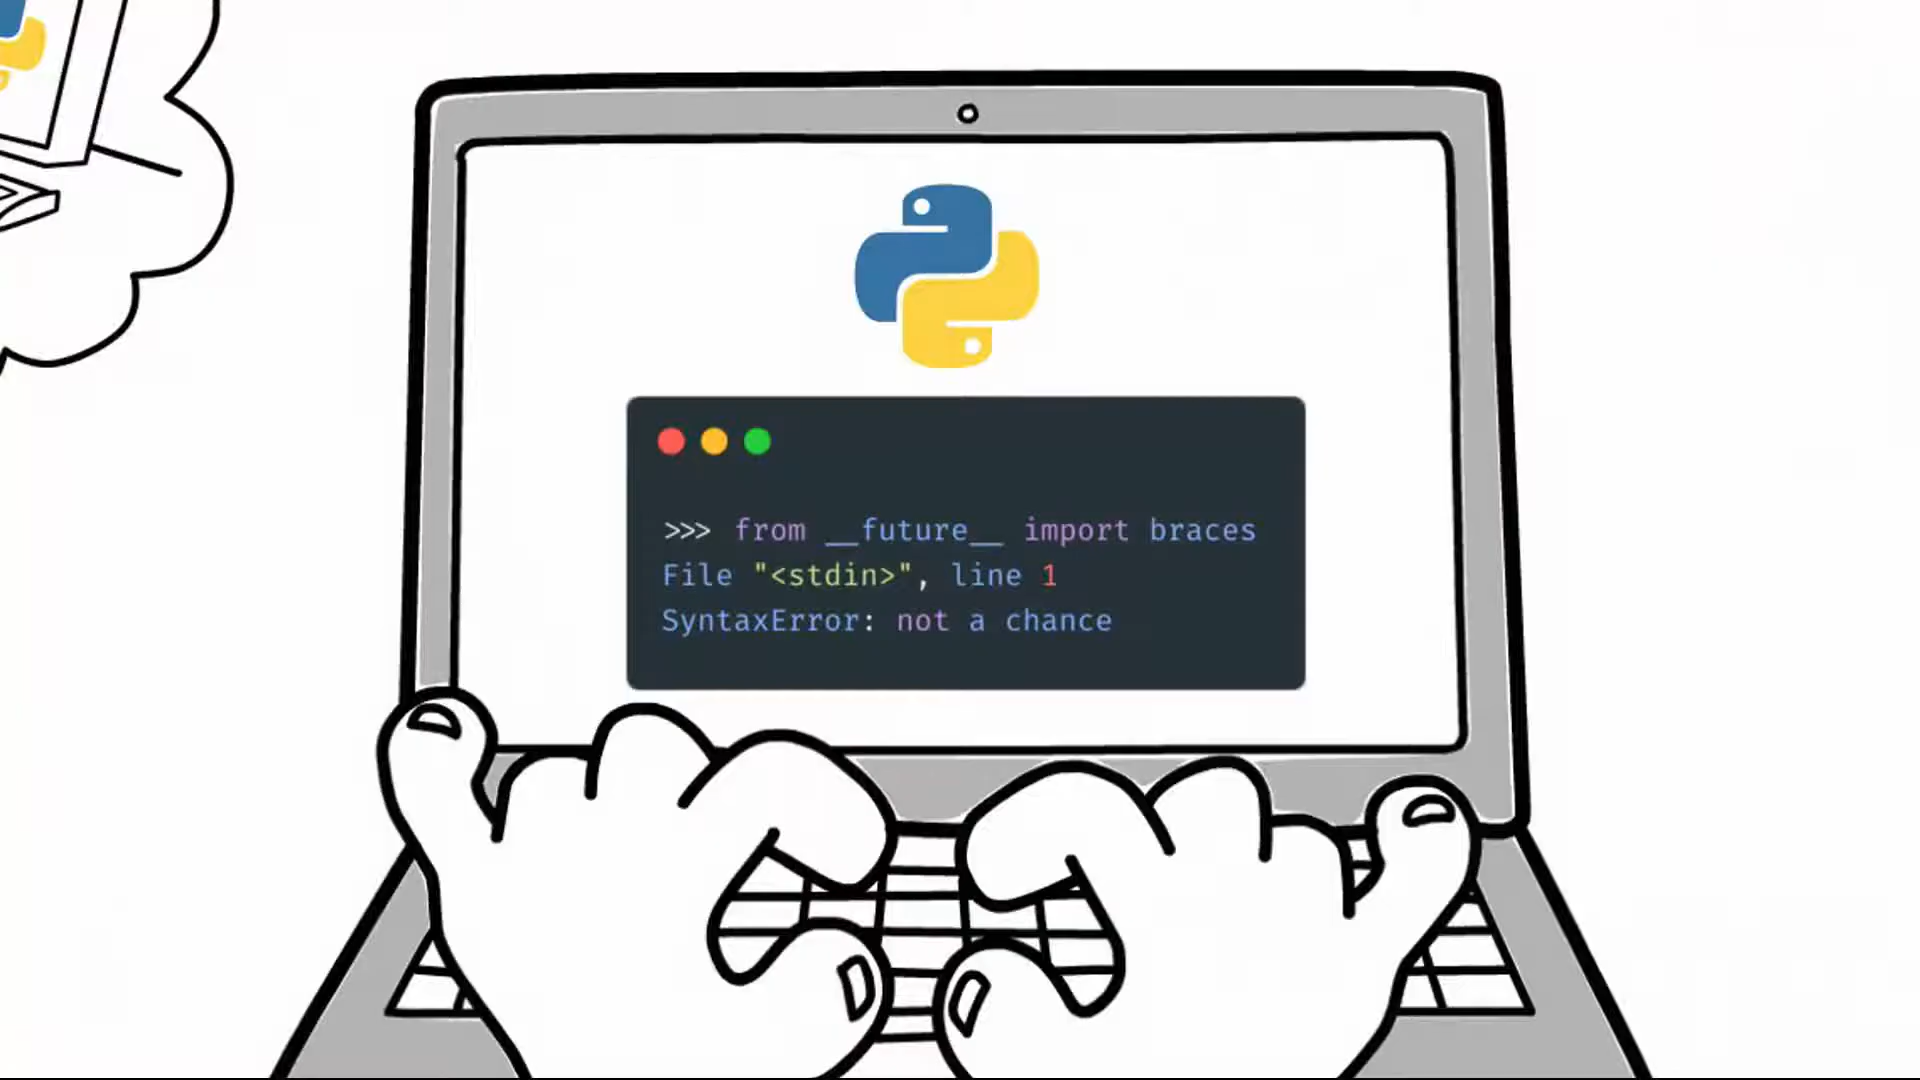 >>> from __future__ import braces
File "<stdin>", line 1
SyntaxError: not a chance